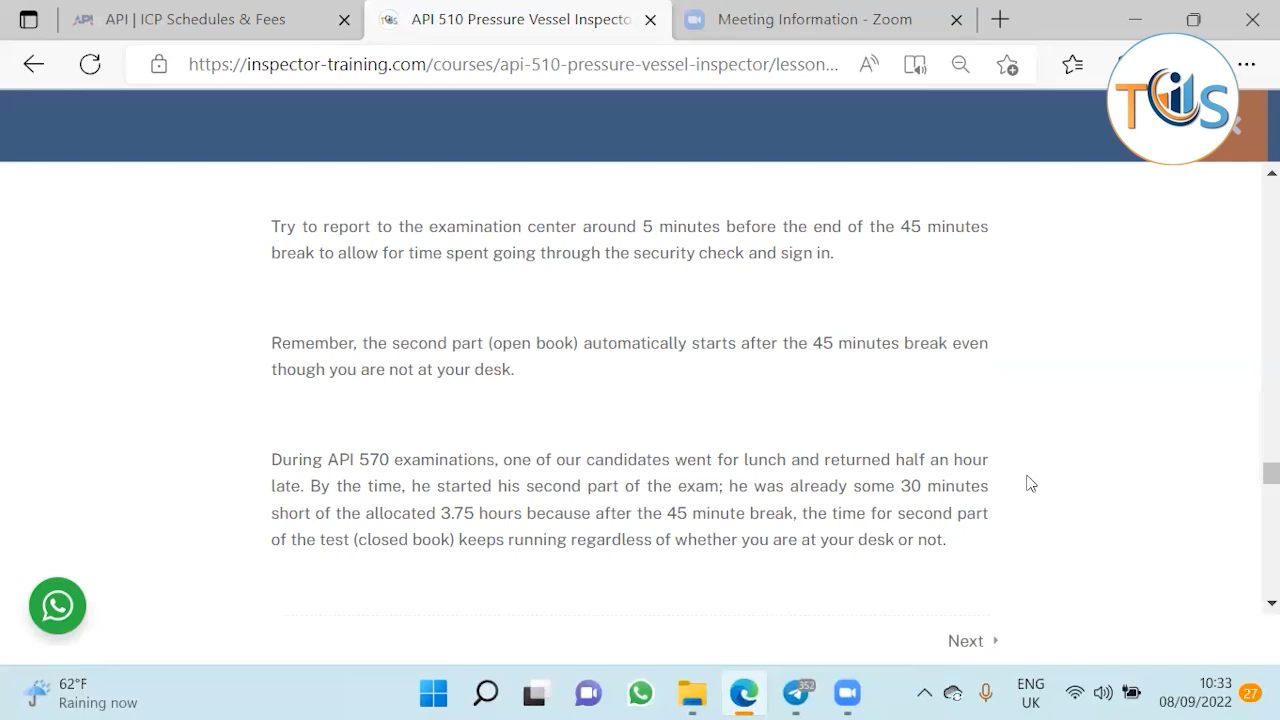 API | ICP Schedules & Fees
API 510 Pressure Vessel Inspecto
Meeting Information - Zoom
https://inspector-training.com/courses/api-510-pressure-vessel-inspector/lesson...
TCiLS
Try to report to the examination center around 5 minutes before the end of the 45 minutes
break to allow for time spent going through the security check and sign in.
Remember, the second part (open book) automatically starts after the 45 minutes break even
though you are not at your desk.
During API 570 examinations, one of our candidates went for lunch and returned half an hour
late. By the time, he started his second part of the exam; he was already some 30 minutes
short of the allocated 3.75 hours because after the 45 minute break, the time for second part
of the test (closed book) keeps running regardless of whether you are at your desk or not.
Next
62°F
Raining now
352
ENG
UK
10:33
08/09/2022
27